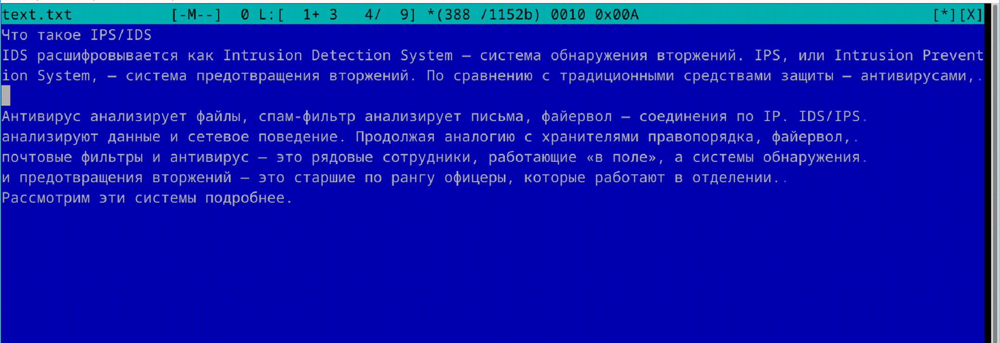 text.txt [-M--] 0 L:[ 1+ 3 4/ 9] *(388 /1152b) 0010 0x00A [*][X]
Что такое IPS/IDS
IDS расшифровывается как Intrusion Detection System — система обнаружения вторжений. IPS, или Intrusion Prevent
ion System, — система предотвращения вторжений. По сравнению с традиционными средствами защиты — антивирусами,.
Антивирус анализирует файлы, спам-фильтр анализирует письма, файервол — соединения по IP. IDS/IPS.
анализируют данные и сетевое поведение. Продолжая аналогию с хранителями правопорядка, файервол,.
почтовые фильтры и антивирус — это рядовые сотрудники, работающие «в поле», а системы обнаружения.
и предотвращения вторжений — это старшие по рангу офицеры, которые работают в отделении..
Рассмотрим эти системы подробнее.